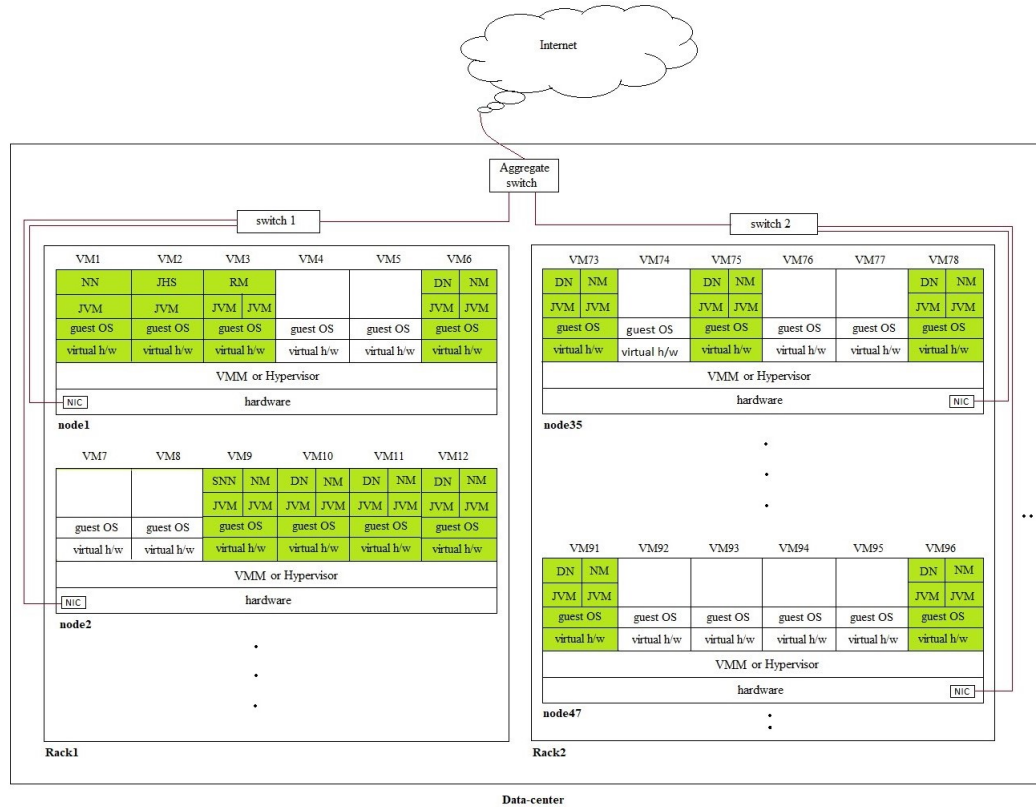 Internet
Aggregate
switch
switch 1
switch 2
VM1 VM2 VM3 VM4 VM5 VM6
NN JHS RM DN NM
JVM JVM JVM JVM JVM JVM
guest OS guest OS guest OS guest OS guest OS guest OS
virtual h/w virtual h/w virtual h/w virtual h/w virtual h/w virtual h/w
VMM or Hypervisor
NIC hardware
node1
VM7 VM8 VM9 VM10 VM11 VM12
SNN NM DN NM DN NM DN NM
JVM JVM JVM JVM JVM JVM JVM JVM
guest OS guest OS guest OS guest OS guest OS guest OS
virtual h/w virtual h/w virtual h/w virtual h/w virtual h/w virtual h/w
VMM or Hypervisor
NIC hardware
node2
Rack1
VM73 VM74 VM75 VM76 VM77 VM78
DN NM DN NM DN NM
JVM JVM JVM JVM JVM JVM
guest OS guest OS guest OS guest OS guest OS guest OS
virtual h/w virtual h/w virtual h/w virtual h/w virtual h/w virtual h/w
VMM or Hypervisor
hardware NIC
node35
VM91 VM92 VM93 VM94 VM95 VM96
DN NM DN NM
JVM JVM JVM JVM
guest OS guest OS guest OS guest OS guest OS guest OS
virtual h/w virtual h/w virtual h/w virtual h/w virtual h/w virtual h/w
VMM or Hypervisor
hardware NIC
node47
Rack2
Data-center